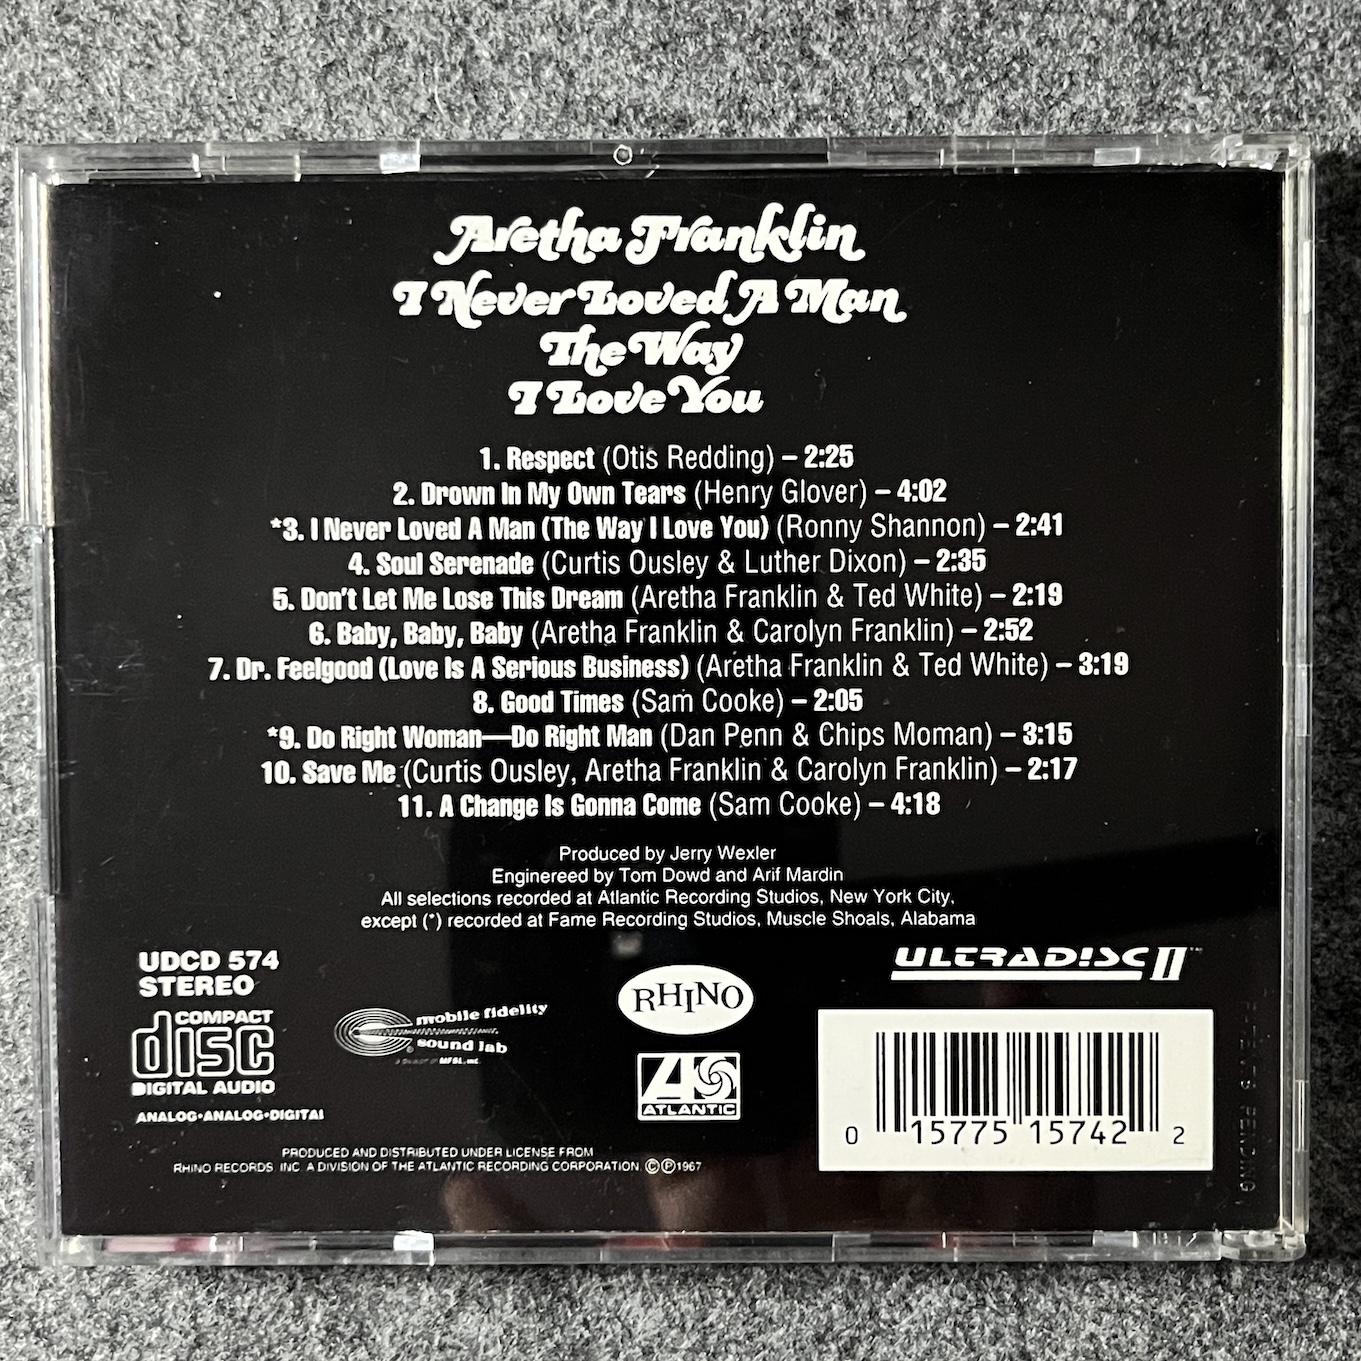 Aretha Franklin
I Never Loved A Man
The Way
I Love You
1. Respect (Otis Redding) – 2:25
2. Drown In My Own Tears (Henry Glover) – 4:02
*3. I Never Loved A Man (The Way I Love You) (Ronny Shannon) – 2:41
4. Soul Serenade (Curtis Ousley & Luther Dixon) – 2:35
5. Don't Let Me Lose This Dream (Aretha Franklin & Ted White) – 2:19
6. Baby, Baby, Baby (Aretha Franklin & Carolyn Franklin) – 2:52
7. Dr. Feelgood (Love Is A Serious Business) (Aretha Franklin & Ted White) – 3:19
8. Good Times (Sam Cooke) – 2:05
*9. Do Right Woman—Do Right Man (Dan Penn & Chips Moman) – 3:15
10. Save Me (Curtis Ousley, Aretha Franklin & Carolyn Franklin) – 2:17
11. A Change Is Gonna Come (Sam Cooke) – 4:18
Produced by Jerry Wexler
Enginereed by Tom Dowd and Arif Mardin
All selections recorded at Atlantic Recording Studios, New York City,
except (*) recorded at Fame Recording Studios, Muscle Shoals, Alabama
UDCD 574
STEREO
COMPACT
disc
DIGITAL AUDIO
ANALOG•ANALOG•DIGITAL
mobile fidelity
sound lab
® A DIVISION OF MFSL, INC.
RHINO
ATLANTIC
ULTRADISC II™
0 15775 15742 2
PRODUCED AND DISTRIBUTED UNDER LICENSE FROM
RHINO RECORDS INC. A DIVISION OF THE ATLANTIC RECORDING CORPORATION. ©℗1967
PATENTS PENDING